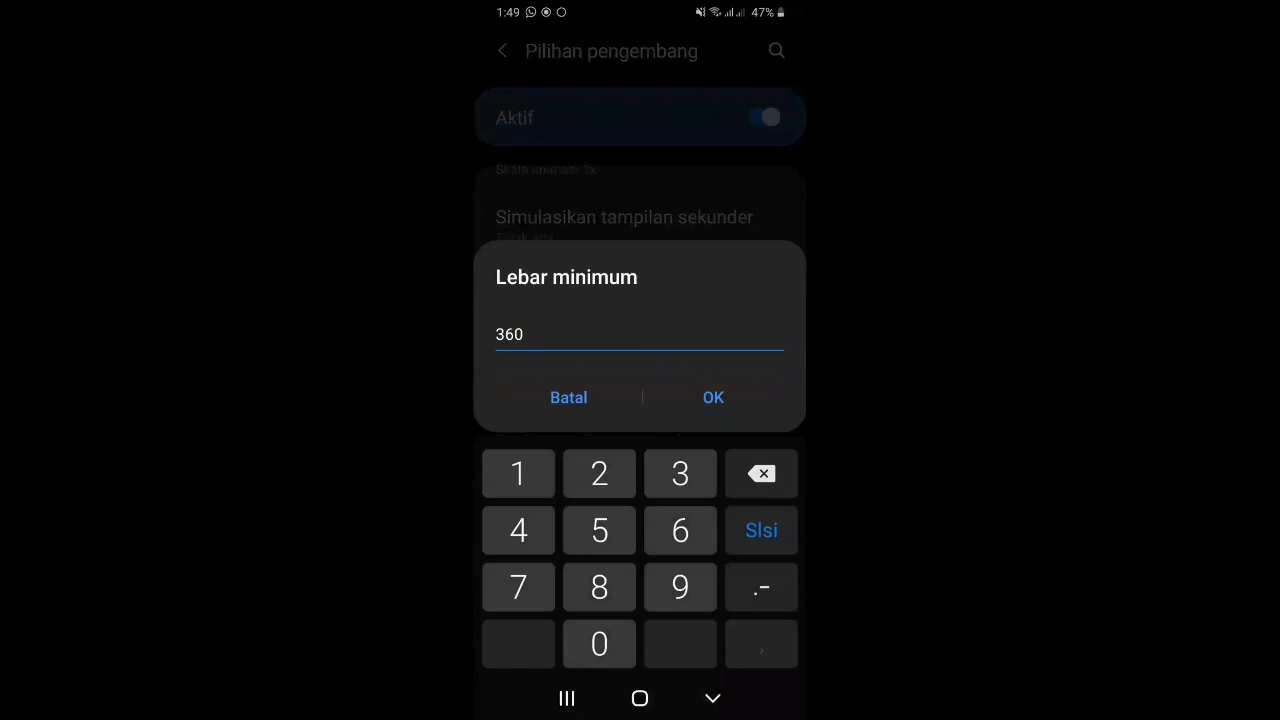 1:49 47%
Pilihan pengembang
Aktif
Skala animasi 1x
Simulasikan tampilan sekunder
Tidak ada
Lebar minimum
360
Batal OK
1 2 3
4 5 6 Slsi
7 8 9 .-
0 ,